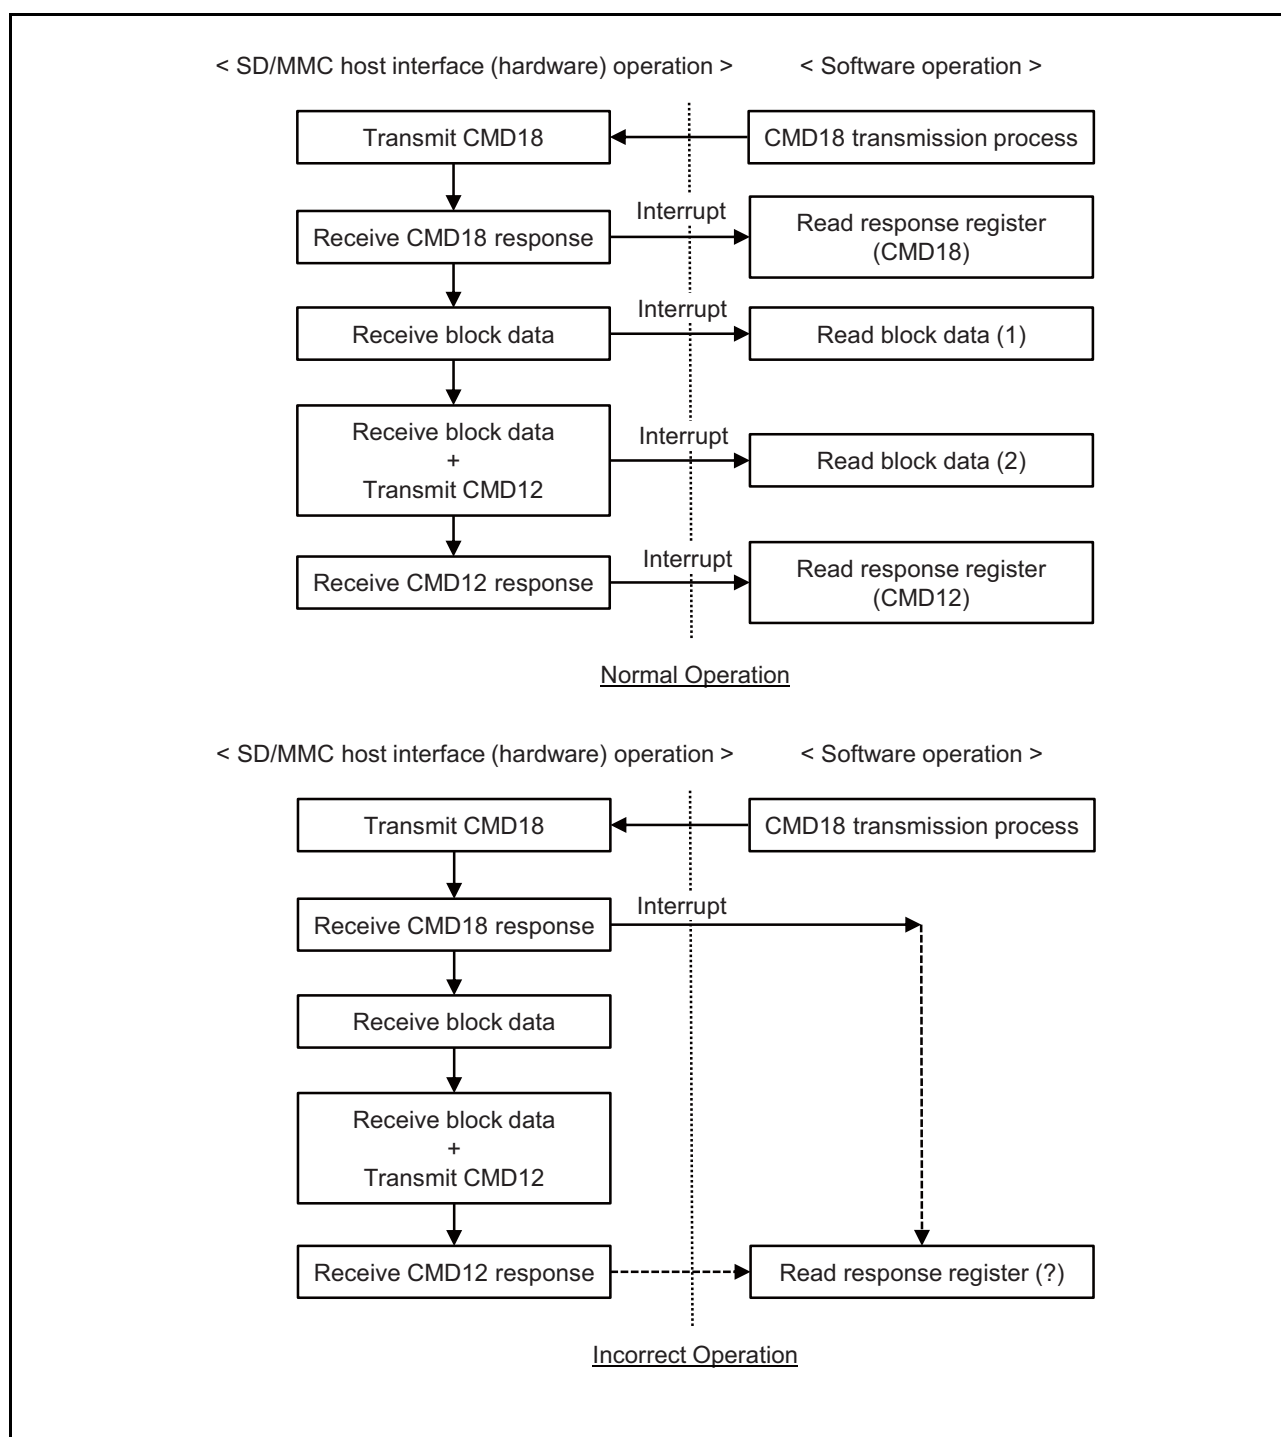 < SD/MMC host interface (hardware) operation >
< Software operation >
Transmit CMD18
CMD18 transmission process
Interrupt
Receive CMD18 response
Read response register
(CMD18)
Interrupt
Receive block data
Read block data (1)
Receive block data
+
Transmit CMD12
Interrupt
Read block data (2)
Interrupt
Receive CMD12 response
Read response register
(CMD12)
Normal Operation
< SD/MMC host interface (hardware) operation >
< Software operation >
Transmit CMD18
CMD18 transmission process
Interrupt
Receive CMD18 response
Receive block data
Receive block data
+
Transmit CMD12
Receive CMD12 response
Read response register (?)
Incorrect Operation